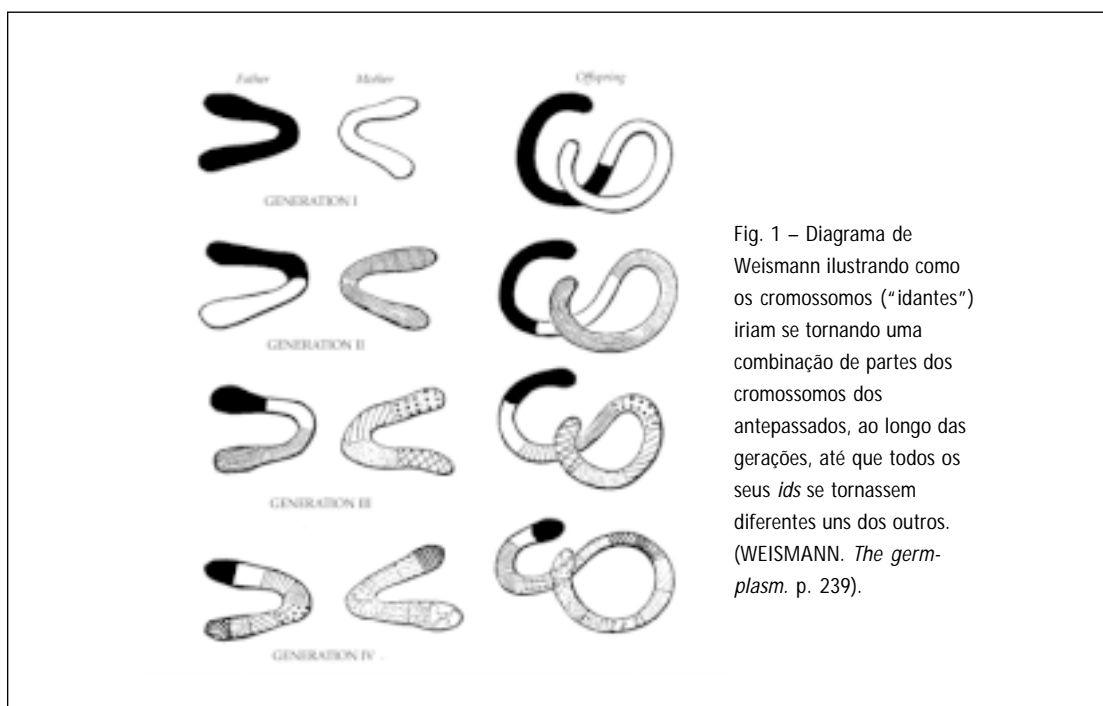 Father Mother Offspring
GENERATION I
GENERATION II
GENERATION III
GENERATION IV
Fig. 1 – Diagrama de
Weismann ilustrando como
os cromossomos (“idantes”)
iriam se tornando uma
combinação de partes dos
cromossomos dos
antepassados, ao longo das
gerações, até que todos os
seus ids se tornassem
diferentes uns dos outros.
(WEISMANN. The germ-
plasm. p. 239).